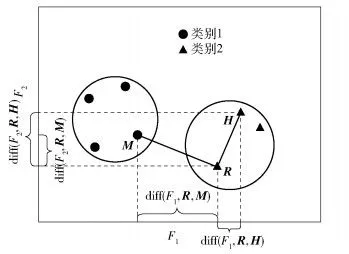 ● 类别1
▲ 类别2
F₂
diff(F₂,R,H)
diff(F₂,R,M)
M
H
R
diff(F₁,R,M)
F₁
diff(F₁,R,H)